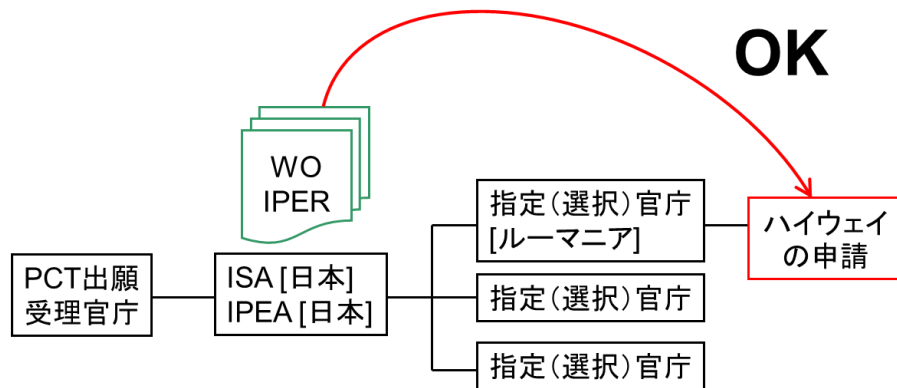 OK
WO
IPER
指定(選択)官庁
[ルーマニア]
ハイウェイ
の申請
PCT出願
受理官庁
ISA [日本]
IPEA [日本]
指定(選択)官庁
指定(選択)官庁